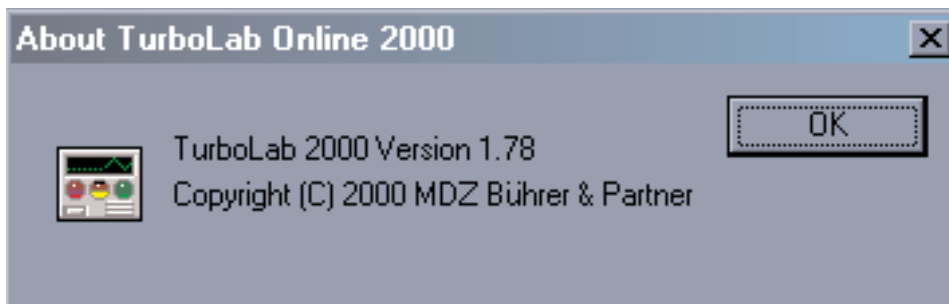 About TurboLab Online 2000
OK
TurboLab 2000 Version 1.78
Copyright (C) 2000 MDZ Bührer & Partner